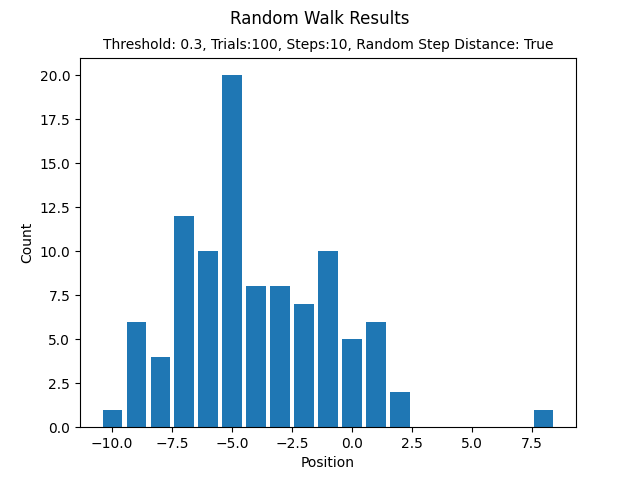 Random Walk Results
Threshold: 0.3, Trials:100, Steps:10, Random Step Distance: True
20.0
17.5
15.0
12.5
10.0
7.5
5.0
2.5
0.0
Count
−10.0 −7.5 −5.0 −2.5 0.0 2.5 5.0 7.5
Position